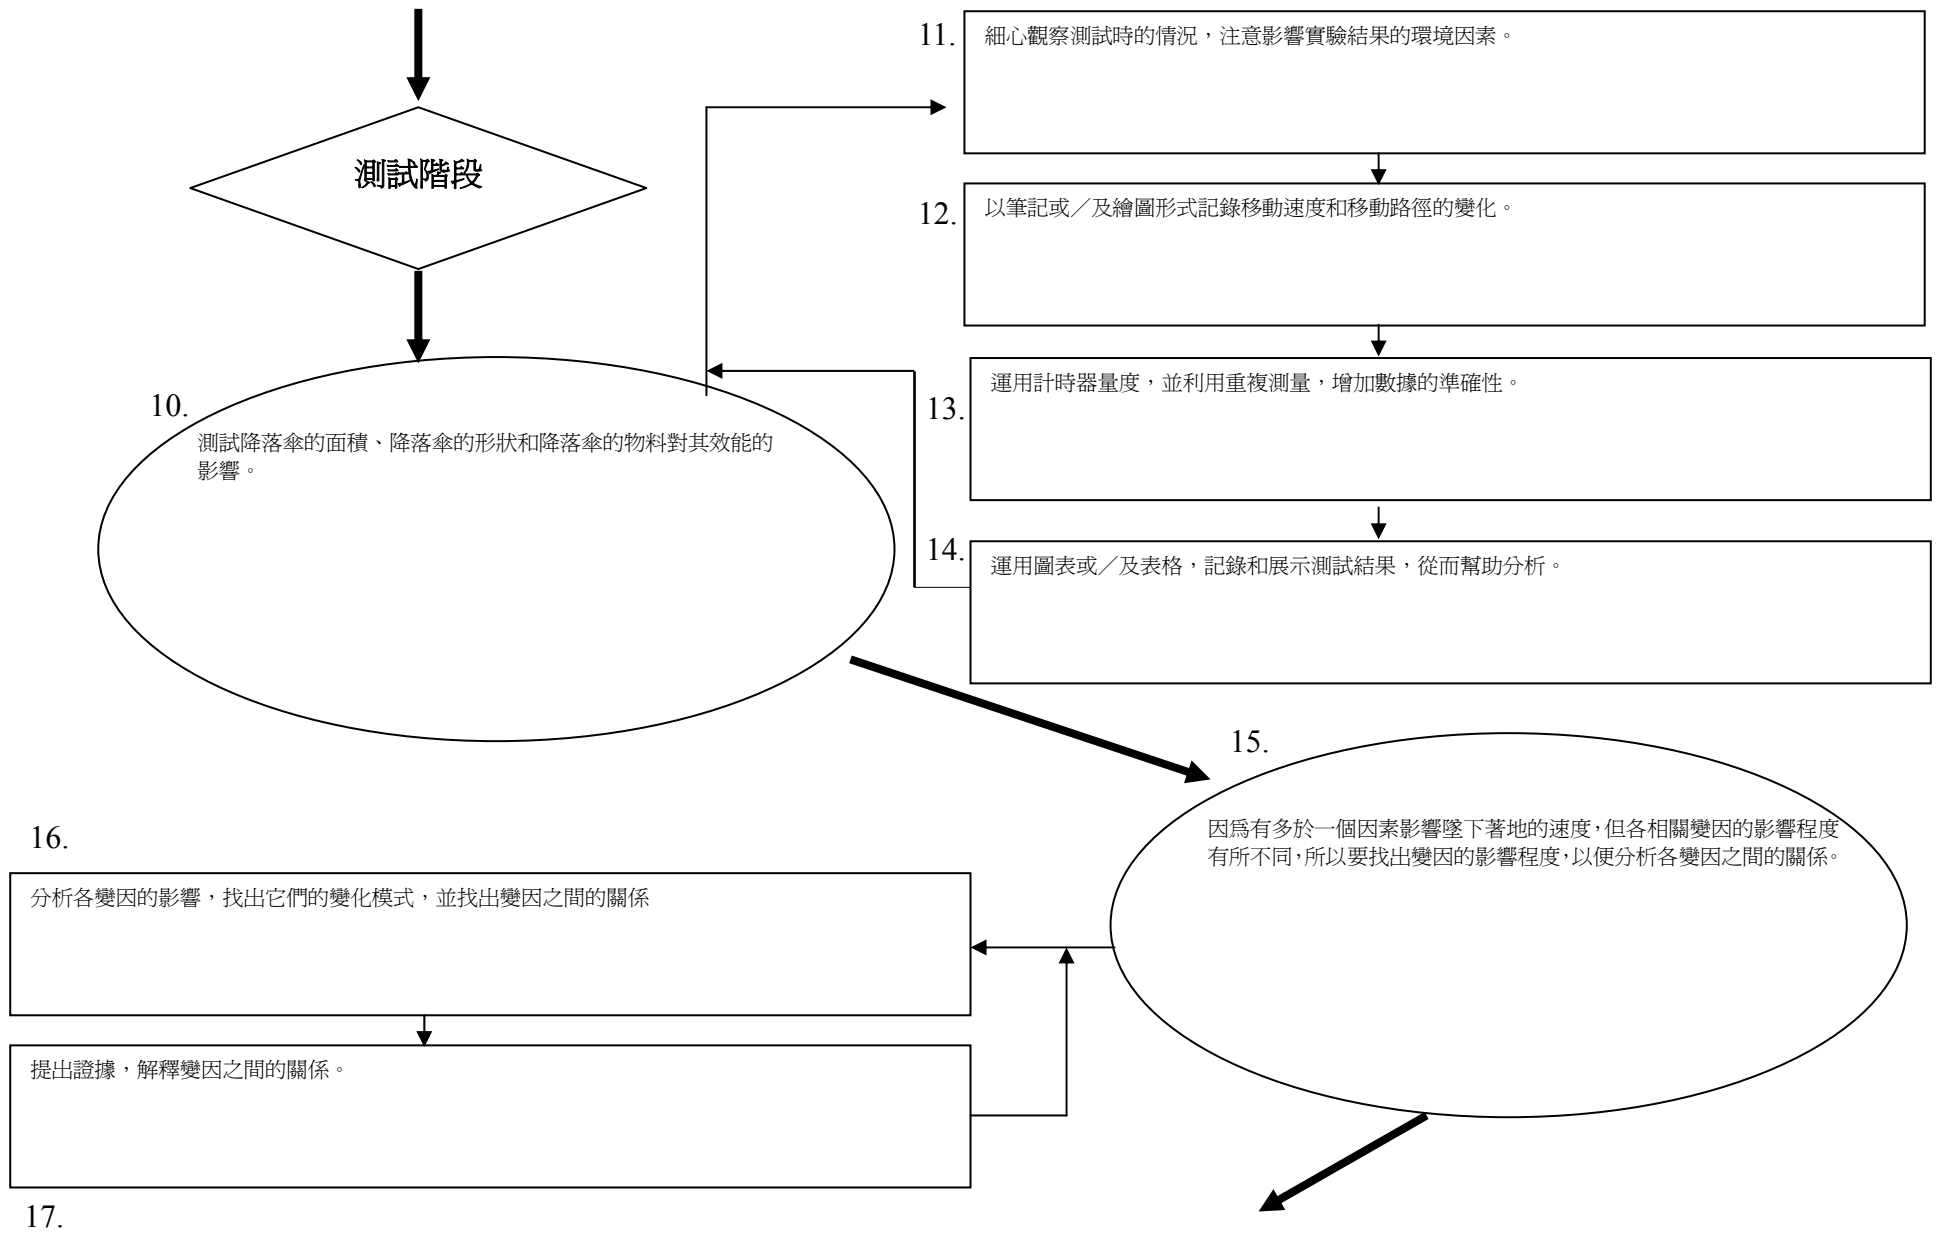 測試階段
10.
測試降落傘的面積、降落傘的形狀和降落傘的物料對其效能的
影響。
11.
細心觀察測試時的情況，注意影響實驗結果的環境因素。
12.
以筆記或／及繪圖形式記錄移動速度和移動路徑的變化。
13.
運用計時器量度，並利用重複測量，增加數據的準確性。
14.
運用圖表或／及表格，記錄和展示測試結果，從而幫助分析。
15.
因爲有多於一個因素影響墜下著地的速度，但各相關變因的影響程度
有所不同，所以要找出變因的影響程度，以便分析各變因之間的關係。
16.
分析各變因的影響，找出它們的變化模式，並找出變因之間的關係
提出證據，解釋變因之間的關係。
17.